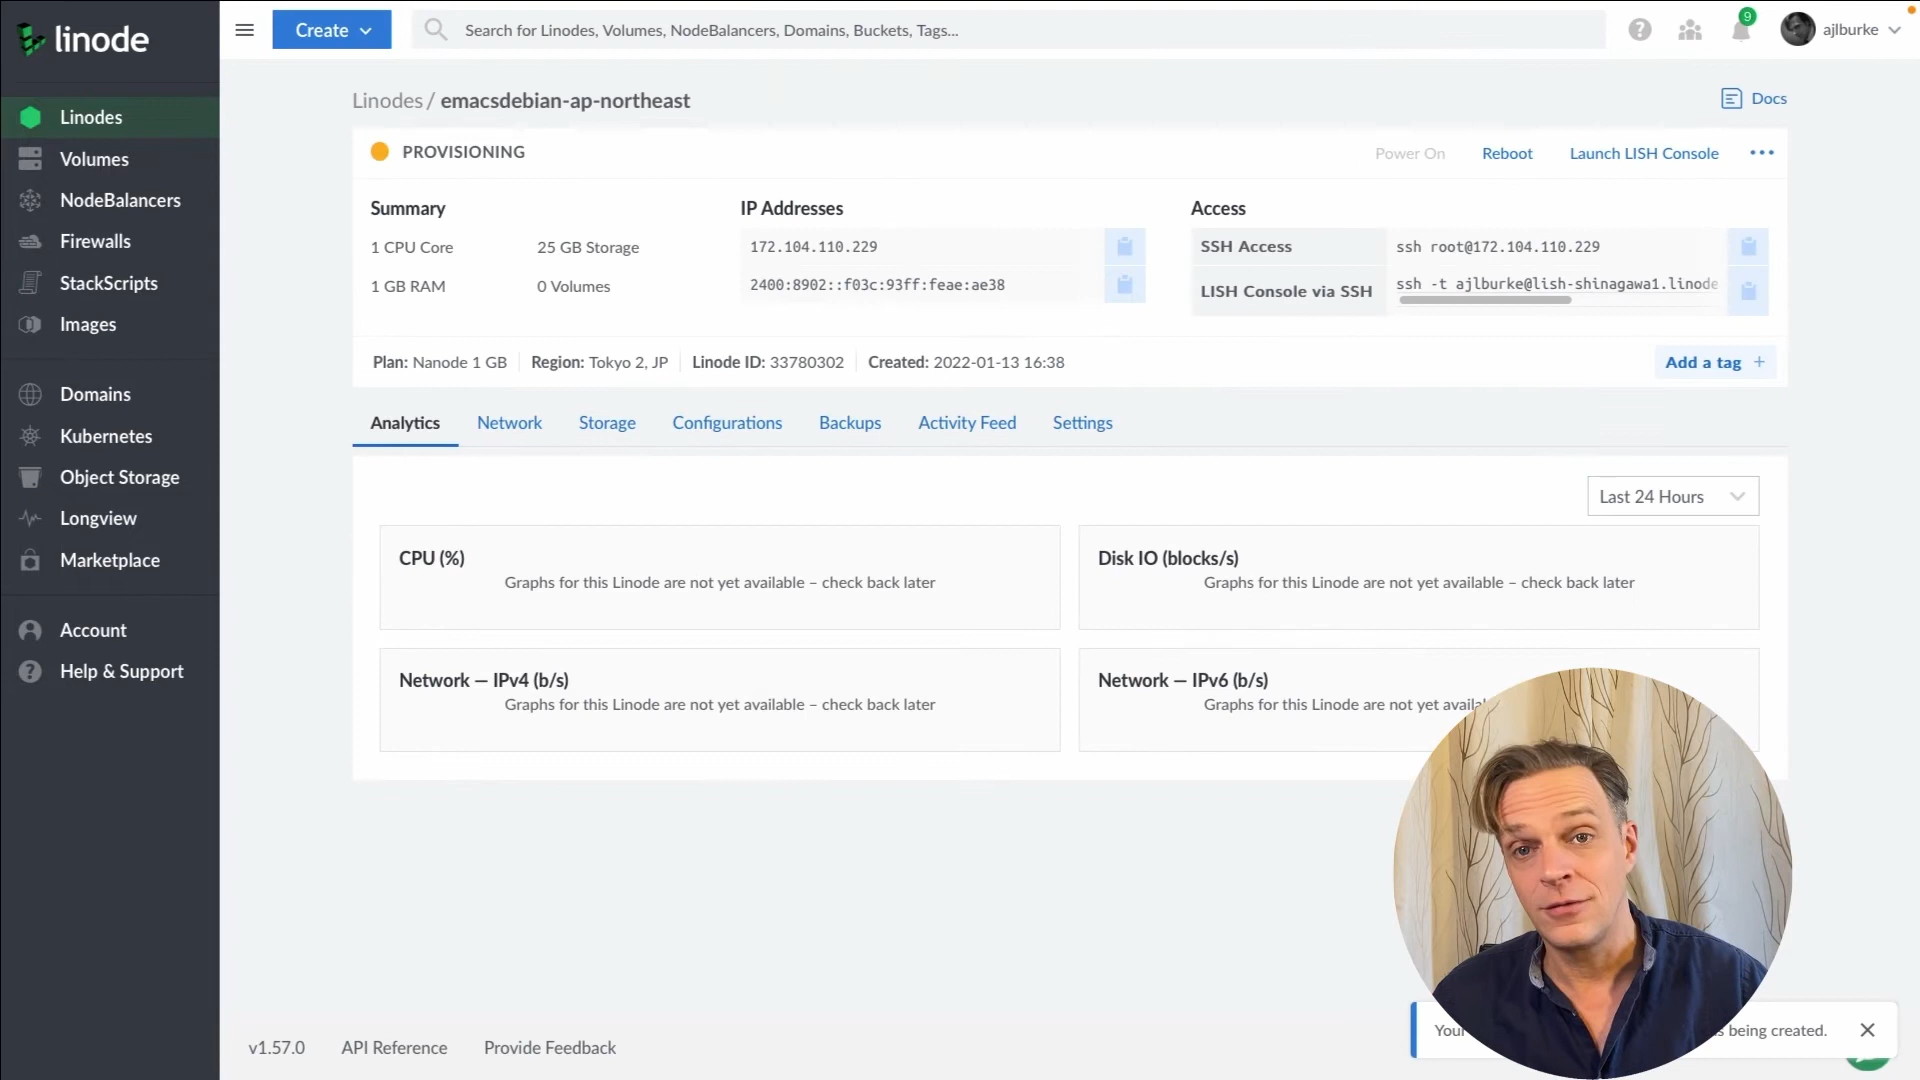 linode
Create
Search for Linodes, Volumes, NodeBalancers, Domains, Buckets, Tags...
9
ajlburke
Linodes
Volumes
NodeBalancers
Firewalls
StackScripts
Images
Domains
Kubernetes
Object Storage
Longview
Marketplace
Account
Help & Support
Linodes / emacsdebian-ap-northeast
Docs
PROVISIONING
Power On
Reboot
Launch LISH Console
Summary
1 CPU Core
25 GB Storage
1 GB RAM
0 Volumes
IP Addresses
172.104.110.229
2400:8902::f03c:93ff:feae:ae38
Access
SSH Access
ssh root@172.104.110.229
LISH Console via SSH
ssh -t ajlburke@lish-shinagawa1.linode
Plan: Nanode 1 GB
Region: Tokyo 2, JP
Linode ID: 33780302
Created: 2022-01-13 16:38
Add a tag +
Analytics
Network
Storage
Configurations
Backups
Activity Feed
Settings
Last 24 Hours
CPU (%)
Graphs for this Linode are not yet available – check back later
Disk IO (blocks/s)
Graphs for this Linode are not yet available – check back later
Network — IPv4 (b/s)
Graphs for this Linode are not yet available – check back later
Network — IPv6 (b/s)
Graphs for this Linode are not yet
Your
being created.
v1.57.0
API Reference
Provide Feedback